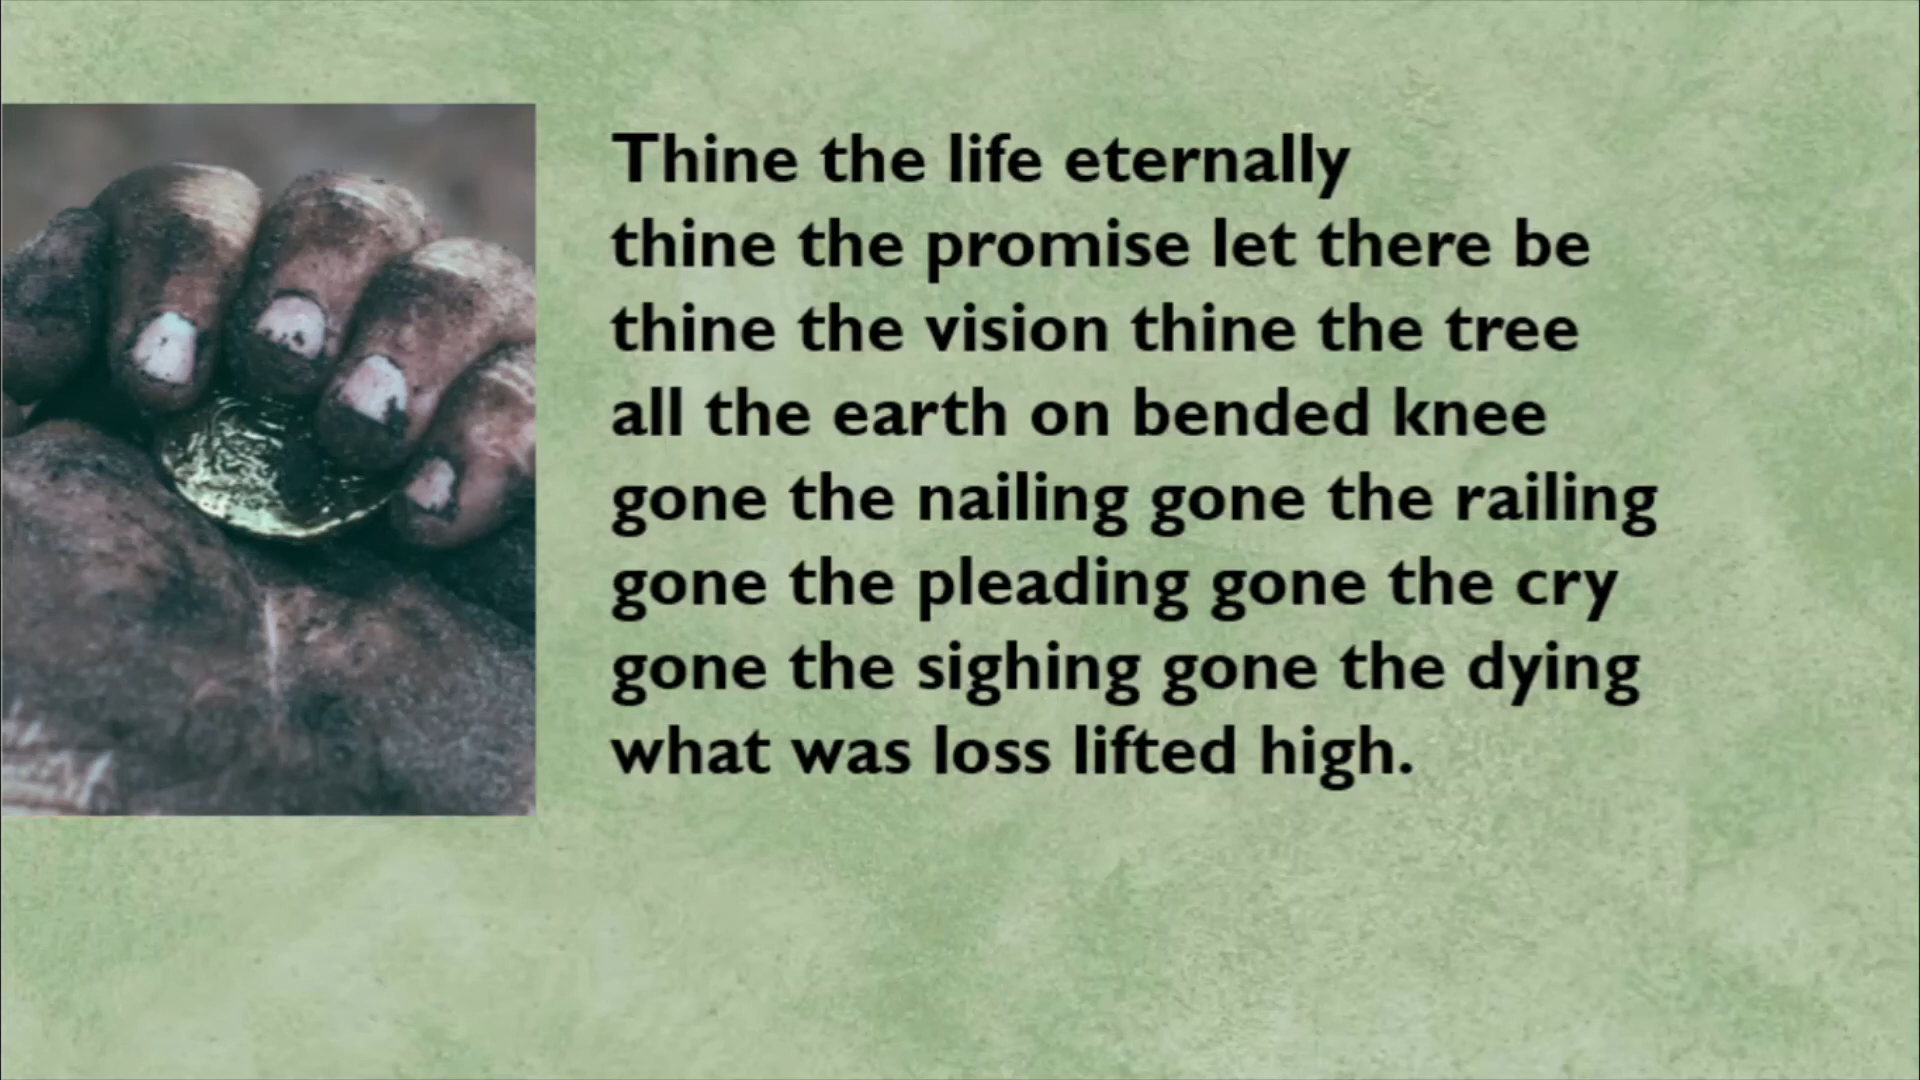 Thine the life eternally
thine the promise let there be
thine the vision thine the tree
all the earth on bended knee
gone the nailing gone the railing
gone the pleading gone the cry
gone the sighing gone the dying
what was loss lifted high.